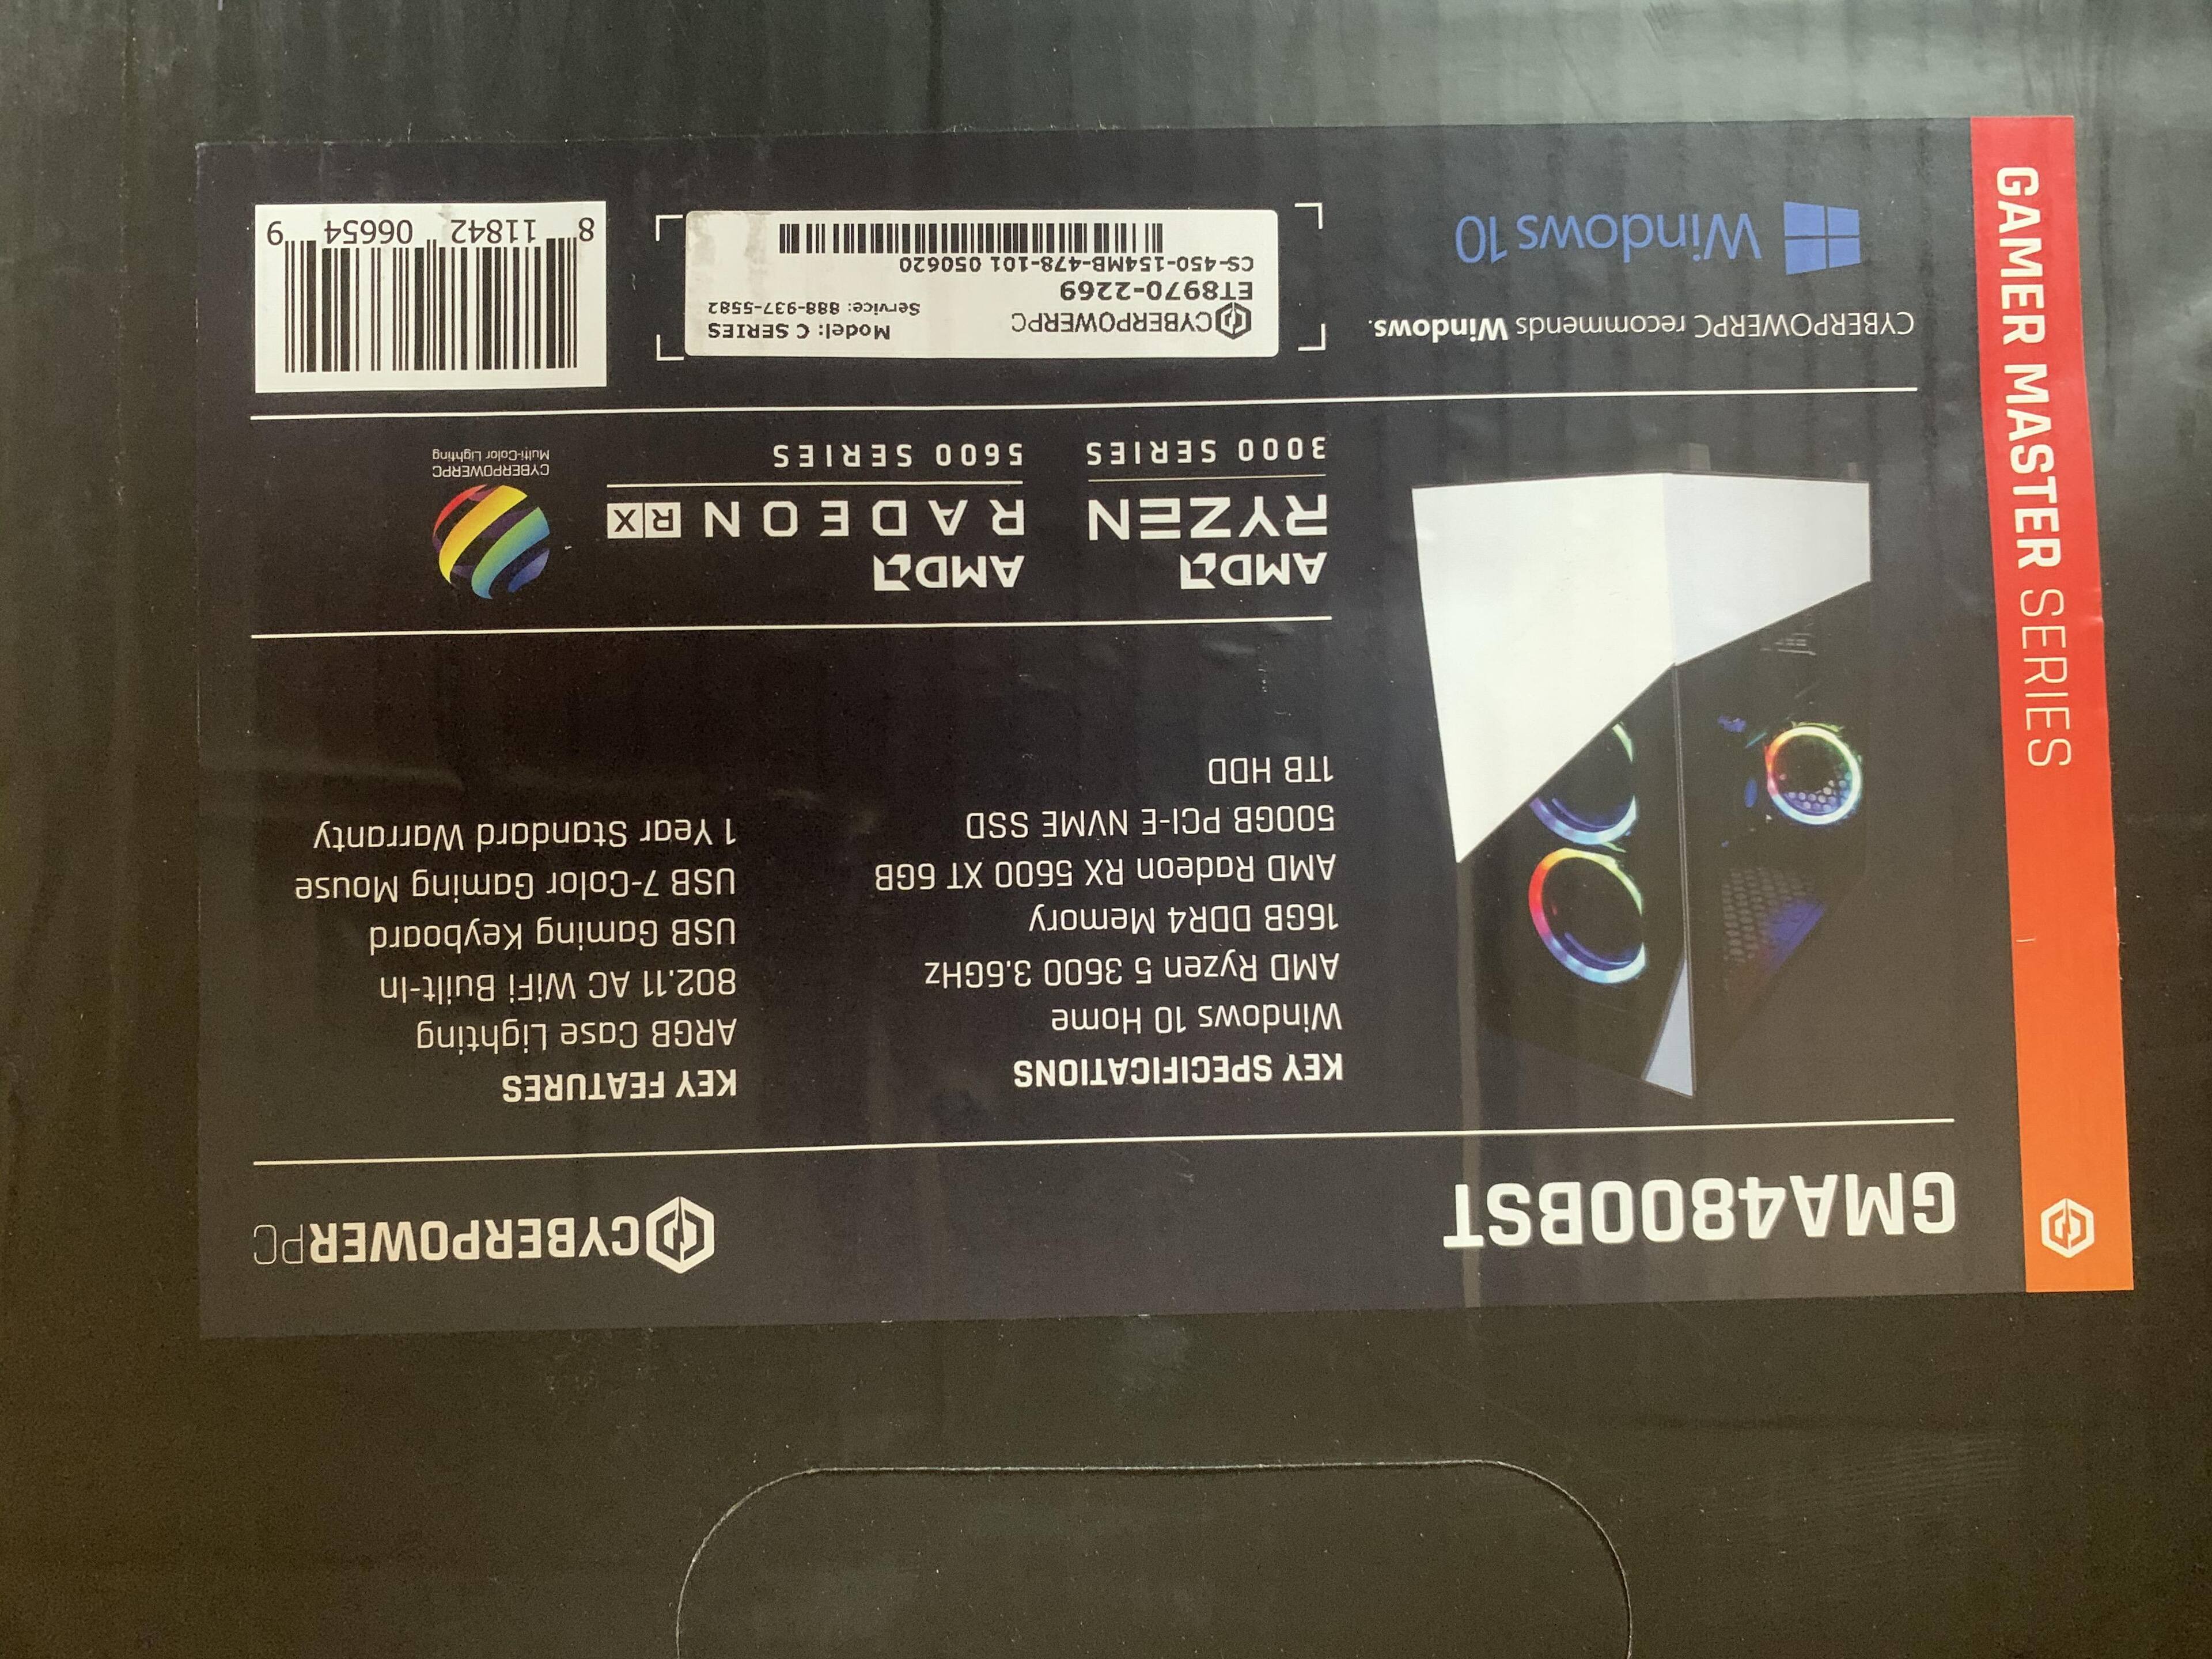 GAMER MASTER SERIES
GMA4800BST
CYBERPOWERPC
KEY SPECIFICATIONS
Windows 10 Home
AMD Ryzen 5 3600 3.6GHz
16GB DDR4 Memory
AMD Radeon RX 5600 XT 6GB
500GB PCI-E NVME SSD
1TB HDD
KEY FEATURES
ARGB Case Lighting
802.11 AC WiFi Built-In
USB Gaming Keyboard
USB 7-Color Gaming Mouse
1 Year Standard Warranty
AMD
RYZEN
3000 SERIES
AMD
RADEON RX
5600 SERIES
CYBERPOWERPC
Multi-Color Lighting
CYBERPOWERPC recommends Windows.
Windows 10
CYBERPOWERPC
Model: C SERIES
Service: 888-937-5582
ET8970-2269
CS-450-154MB-478-101 050620
8 11842 06654 9